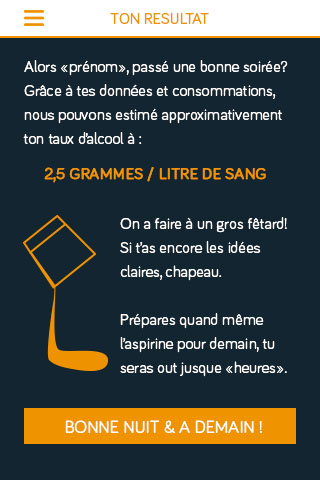 TON RESULTAT
Alors «prénom», passé une bonne soirée?
Grâce à tes données et consommations,
nous pouvons estimé approximativement
ton taux d'alcool à :
2,5 GRAMMES / LITRE DE SANG
On a faire à un gros fêtard!
Si t'as encore les idées
claires, chapeau.
Prépares quand même
l'aspirine pour demain, tu
seras out jusque «heures».
BONNE NUIT & A DEMAIN !